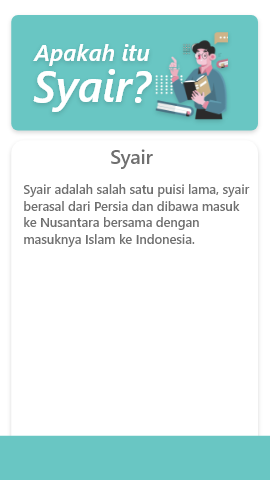 Apakah itu
Syair?
Syair
Syair adalah salah satu puisi lama, syair
berasal dari Persia dan dibawa masuk
ke Nusantara bersama dengan
masuknya Islam ke Indonesia.